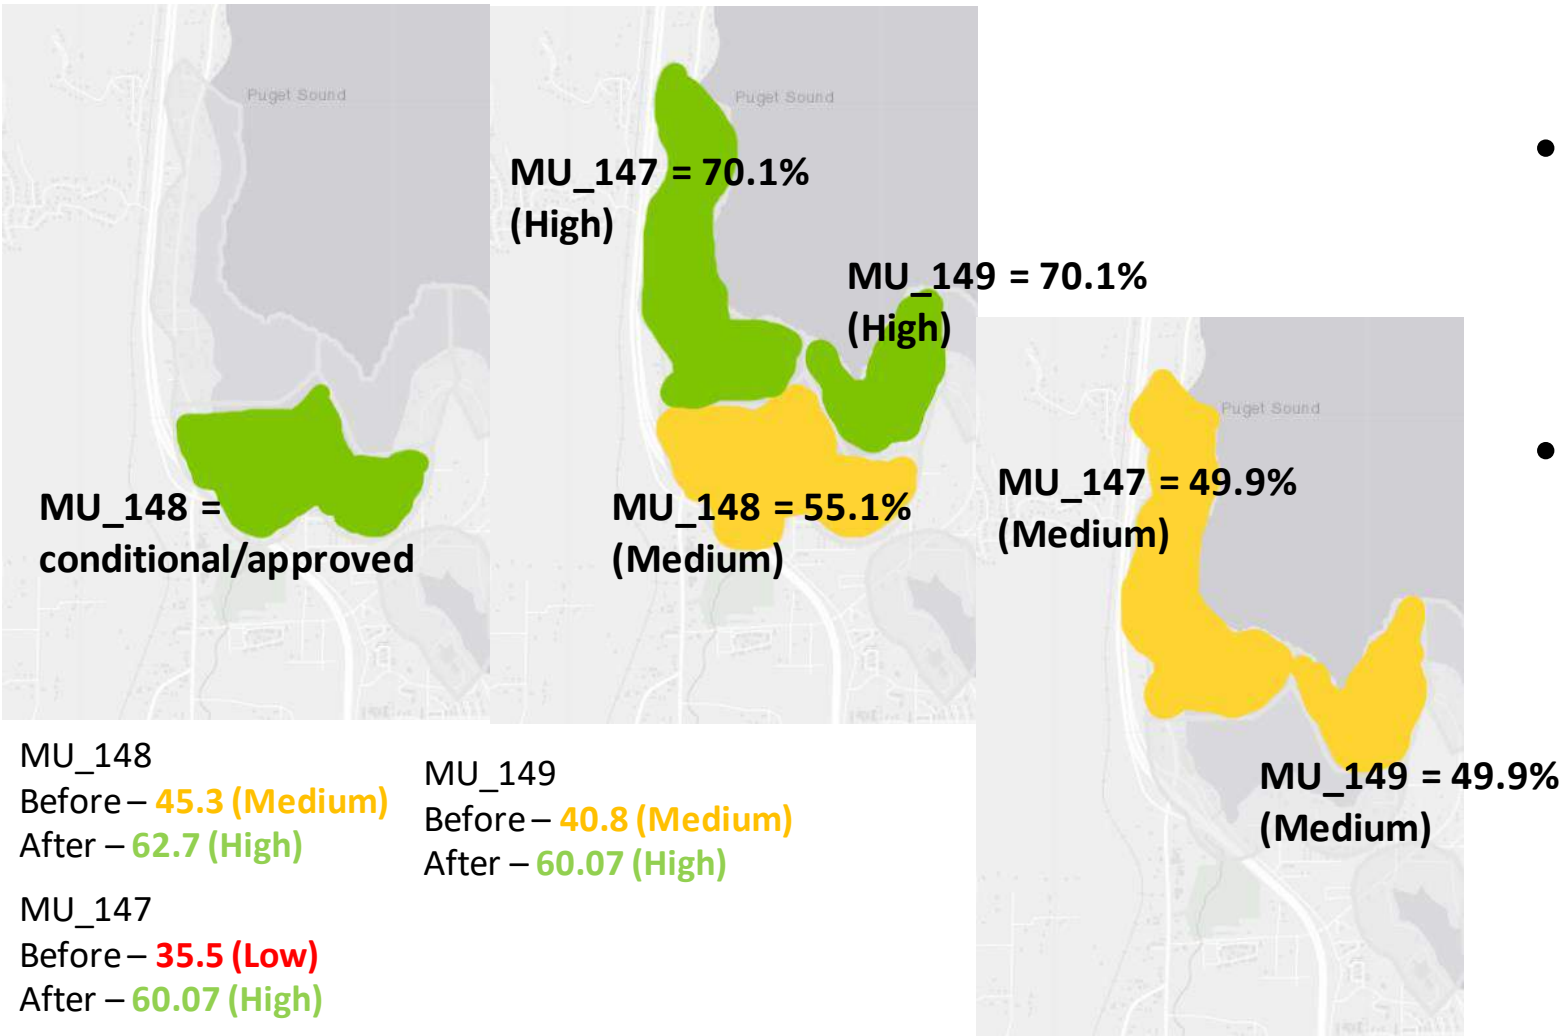 Puget Sound
MU_148 =
conditional/approved
Puget Sound
MU_147 = 70.1%
(High)
MU_149 = 70.1%
(High)
MU_148 = 55.1%
(Medium)
Puget Sound
MU_147 = 49.9%
(Medium)
MU_149 = 49.9%
(Medium)
MU_148
Before – 45.3 (Medium)
After – 62.7 (High)
MU_149
Before – 40.8 (Medium)
After – 60.07 (High)
MU_147
Before – 35.5 (Low)
After – 60.07 (High)
•
•